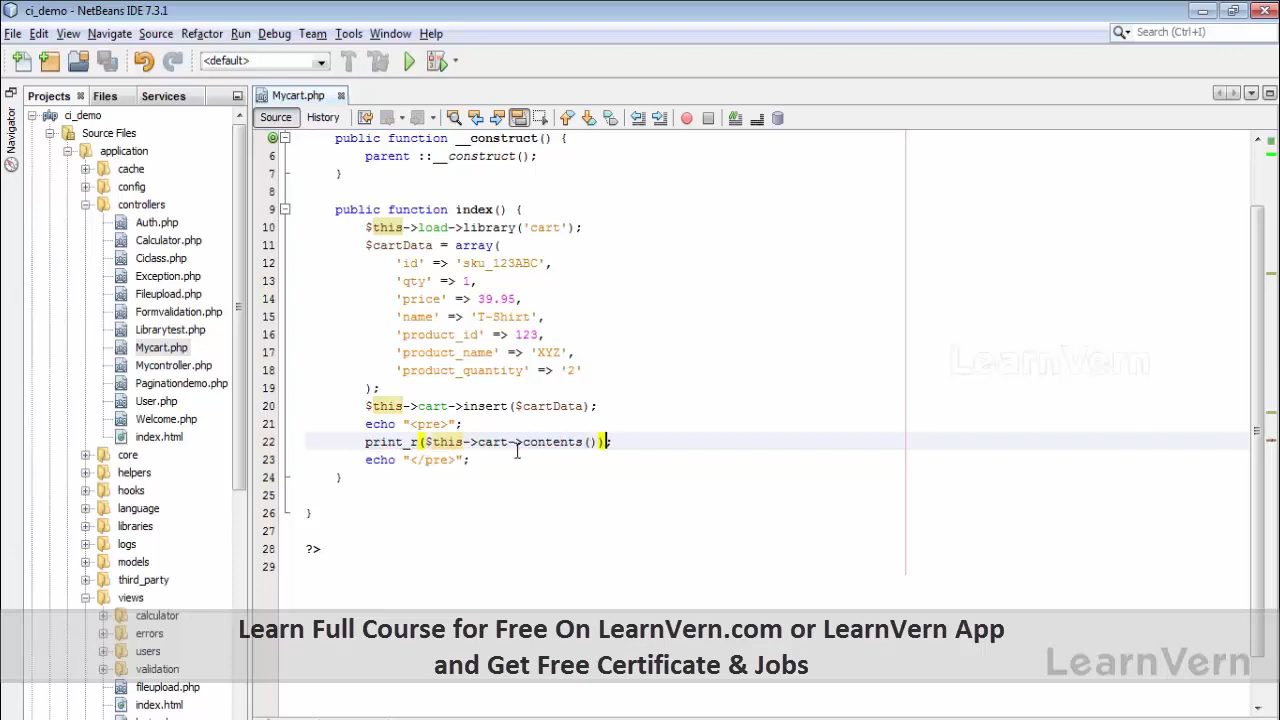 ci_demo - NetBeans IDE 7.3.1
File Edit View Navigate Source Refactor Run Debug Team Tools Window Help
Search (Ctrl+I)
<default>
Projects Files Services
Navigator
Mycart.php
Source History
ci_demo
Source Files
application
cache
config
controllers
Auth.php
Calculator.php
Ciclass.php
Exception.php
Fileupload.php
Formvalidation.php
Librarytest.php
Mycart.php
Mycontroller.php
Paginationdemo.php
User.php
Welcome.php
index.html
core
helpers
hooks
language
libraries
logs
models
third_party
views
calculator
errors
users
validation
fileupload.php
index.html
public function __construct() {
6 parent ::__construct();
7 }
8
9 public function index() {
10 $this->load->library('cart');
11 $cartData = array(
12 'id' => 'sku_123ABC',
13 'qty' => 1,
14 'price' => 39.95,
15 'name' => 'T-Shirt',
16 'product_id' => 123,
17 'product_name' => 'XYZ',
18 'product_quantity' => '2'
19 );
20 $this->cart->insert($cartData);
21 echo "<pre>";
22 print_r($this->cart->contents());
23 echo "</pre>";
24 }
25
26 }
27
28 ?>
29
LearnVern
Learn Full Course for Free On LearnVern.com or LearnVern App
and Get Free Certificate & Jobs
LearnVern